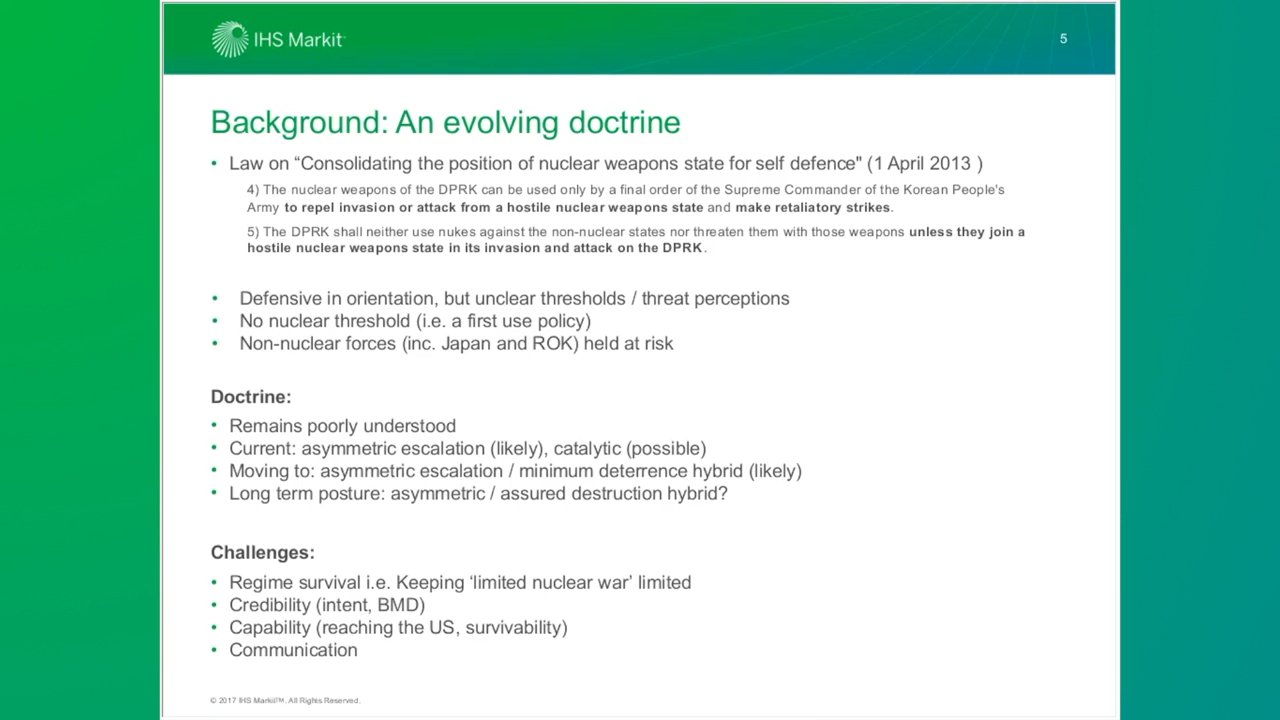 IHS Markit
5
Background: An evolving doctrine
• Law on “Consolidating the position of nuclear weapons state for self defence" (1 April 2013 )
4) The nuclear weapons of the DPRK can be used only by a final order of the Supreme Commander of the Korean People's
Army to repel invasion or attack from a hostile nuclear weapons state and make retaliatory strikes.
5) The DPRK shall neither use nukes against the non-nuclear states nor threaten them with those weapons unless they join a
hostile nuclear weapons state in its invasion and attack on the DPRK.
• Defensive in orientation, but unclear thresholds / threat perceptions
• No nuclear threshold (i.e. a first use policy)
• Non-nuclear forces (inc. Japan and ROK) held at risk
Doctrine:
• Remains poorly understood
• Current: asymmetric escalation (likely), catalytic (possible)
• Moving to: asymmetric escalation / minimum deterrence hybrid (likely)
• Long term posture: asymmetric / assured destruction hybrid?
Challenges:
• Regime survival i.e. Keeping ‘limited nuclear war’ limited
• Credibility (intent, BMD)
• Capability (reaching the US, survivability)
• Communication
© 2017 IHS Markit™. All Rights Reserved.